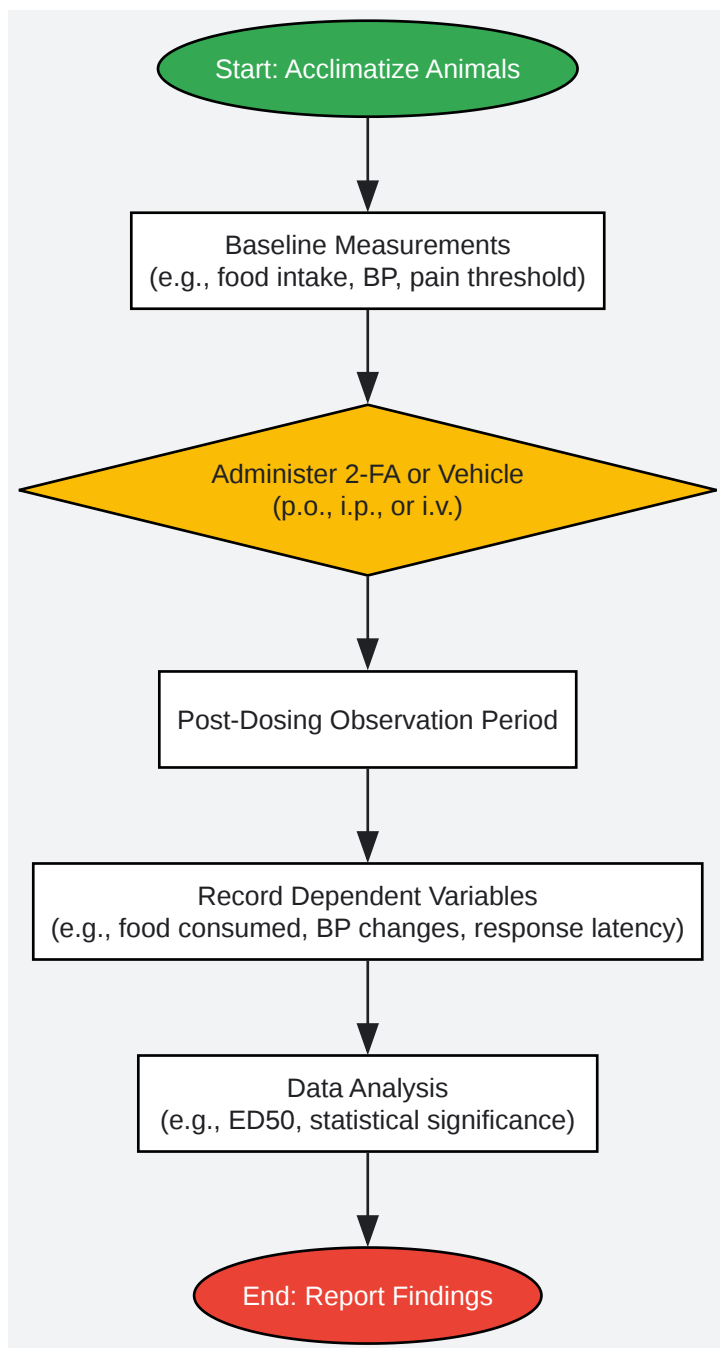 Start: Acclimatize Animals
Baseline Measurements
(e.g., food intake, BP, pain threshold)
Administer 2-FA or Vehicle
(p.o., i.p., or i.v.)
Post-Dosing Observation Period
Record Dependent Variables
(e.g., food consumed, BP changes, response latency)
Data Analysis
(e.g., ED50, statistical significance)
End: Report Findings